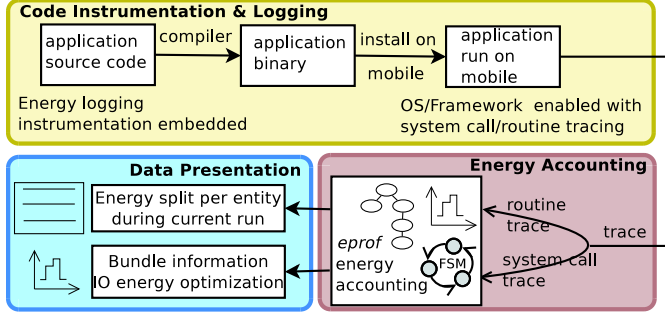 Code Instrumentation & Logging
application
source code
compiler
application
binary
install on
mobile
application
run on
mobile
Energy logging
instrumentation embedded
OS/Framework enabled with
system call/routine tracing
Data Presentation
Energy split per entity
during current run
Bundle information
IO energy optimization
Energy Accounting
eprof
energy
accounting
FSM
routine
trace
system call
trace
trace